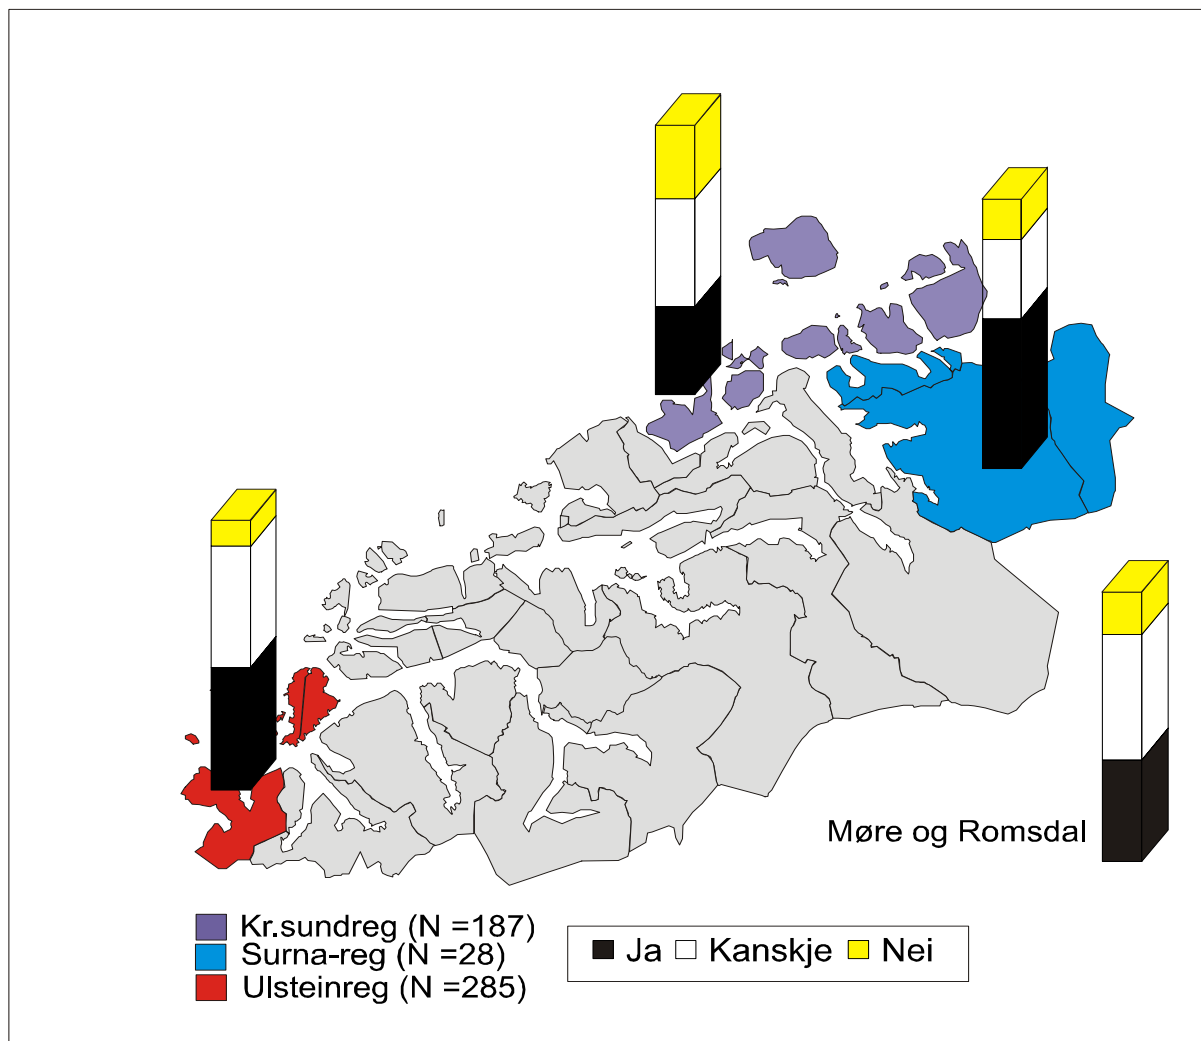 Møre og Romsdal
Kr.sundreg (N =187)
Surna-reg (N =28)
Ulsteinreg (N =285)
Ja Kanskje Nei